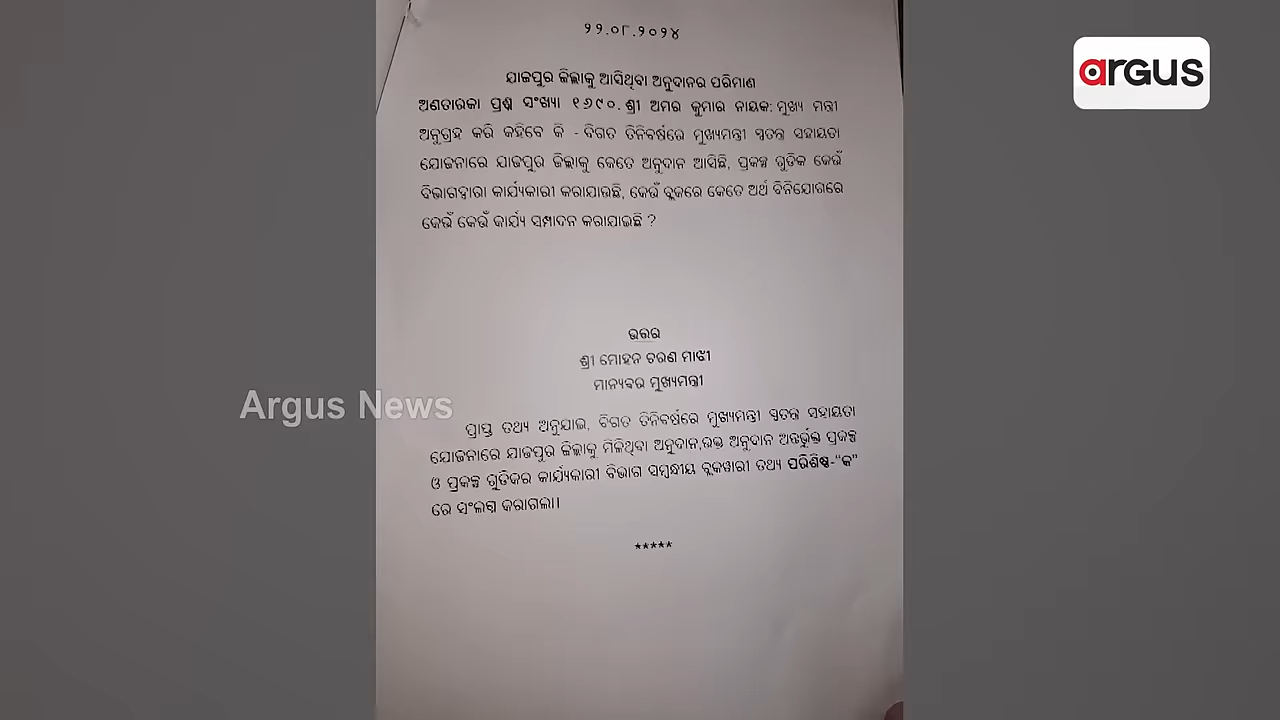 ୨୨.୦୮.୨୦୨୪
ଯାଜପୁର ଜିଲ୍ଲାକୁ ଆସିଥିବା ଅନୁଦାନର ପରିମାଣ
ଅଣତାରକା ପ୍ରଶ୍ନ ସଂଖ୍ୟା ୧୬୯୦. ଶ୍ରୀ ଅମର କୁମାର ନାୟକ: ମୁଖ୍ୟ ମନ୍ତ୍ରୀ
ଅନୁଗ୍ରହ କରି କହିବେ କି - ବିଗତ ତିନିବର୍ଷରେ ମୁଖ୍ୟମନ୍ତ୍ରୀ ସ୍ୱତନ୍ତ୍ର ସହାୟତା
ଯୋଜନାରେ ଯାଜପୁର ଜିଲ୍ଲାକୁ କେତେ ଅନୁଦାନ ଆସିଛି, ପ୍ରକଳ୍ପ ଗୁଡିକ କେଉଁ
ବିଭାଗଦ୍ୱାରା କାର୍ଯ୍ୟକାରୀ କରାଯାଉଛି, କେଉଁ ବ୍ଲକରେ କେତେ ଅର୍ଥ ବିନିଯୋଗରେ
କେଉଁ କେଉଁ କାର୍ଯ୍ୟ ସମ୍ପାଦନ କରାଯାଇଛି ?
ଉତ୍ତର
ଶ୍ରୀ ମୋହନ ଚରଣ ମାଝୀ
ମାନ୍ୟବର ମୁଖ୍ୟମନ୍ତ୍ରୀ
ପ୍ରାପ୍ତ ତଥ୍ୟ ଅନୁଯାଇ, ବିଗତ ତିନିବର୍ଷରେ ମୁଖ୍ୟମନ୍ତ୍ରୀ ସ୍ୱତନ୍ତ୍ର ସହାୟତା
ଯୋଜନାରେ ଯାଜପୁର ଜିଲ୍ଲାକୁ ମିଳିଥିବା ଅନୁଦାନ,ଉକ୍ତ ଅନୁଦାନ ଅନ୍ତର୍ଭୁକ୍ତ ପ୍ରକଳ୍ପ
ଓ ପ୍ରକଳ୍ପ ଗୁଡିକର କାର୍ଯ୍ୟକାରୀ ବିଭାଗ ସମ୍ବନ୍ଧୀୟ ବ୍ଲକୱାରୀ ତଥ୍ୟ ପରିଶିଷ୍ଟ-“କ”
ରେ ସଂଲଗ୍ନ କରାଗଲା।
*****
argus
Argus News